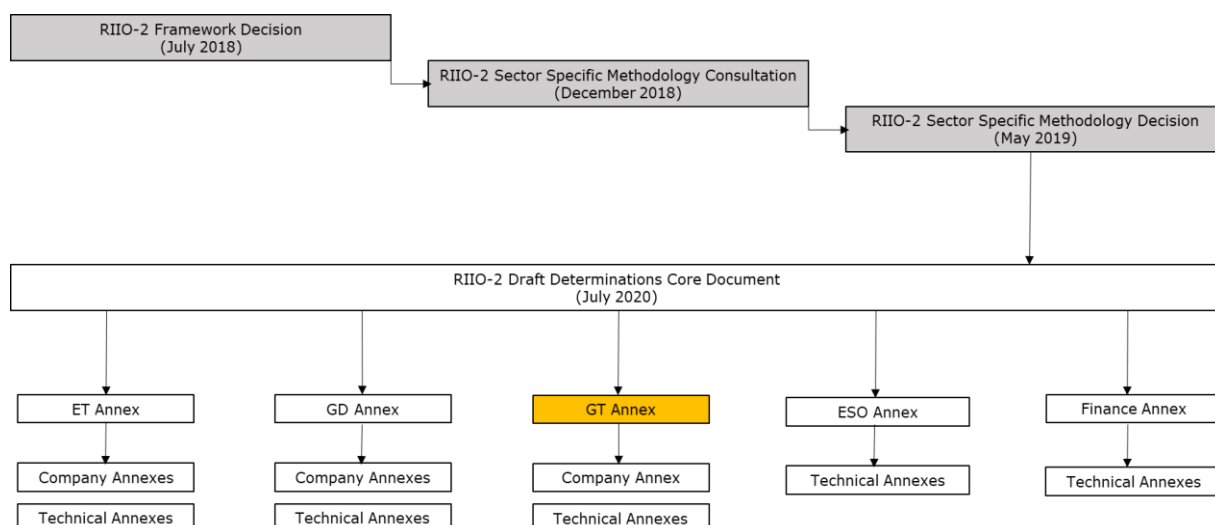 RIIO-2 Framework Decision
(July 2018)
RIIO-2 Sector Specific Methodology Consultation
(December 2018)
RIIO-2 Sector Specific Methodology Decision
(May 2019)
RIIO-2 Draft Determinations Core Document
(July 2020)
ET Annex
GD Annex
GT Annex
ESO Annex
Finance Annex
Company Annexes
Company Annexes
Company Annex
Technical Annexes
Technical Annexes
Technical Annexes
Technical Annexes
Technical Annexes